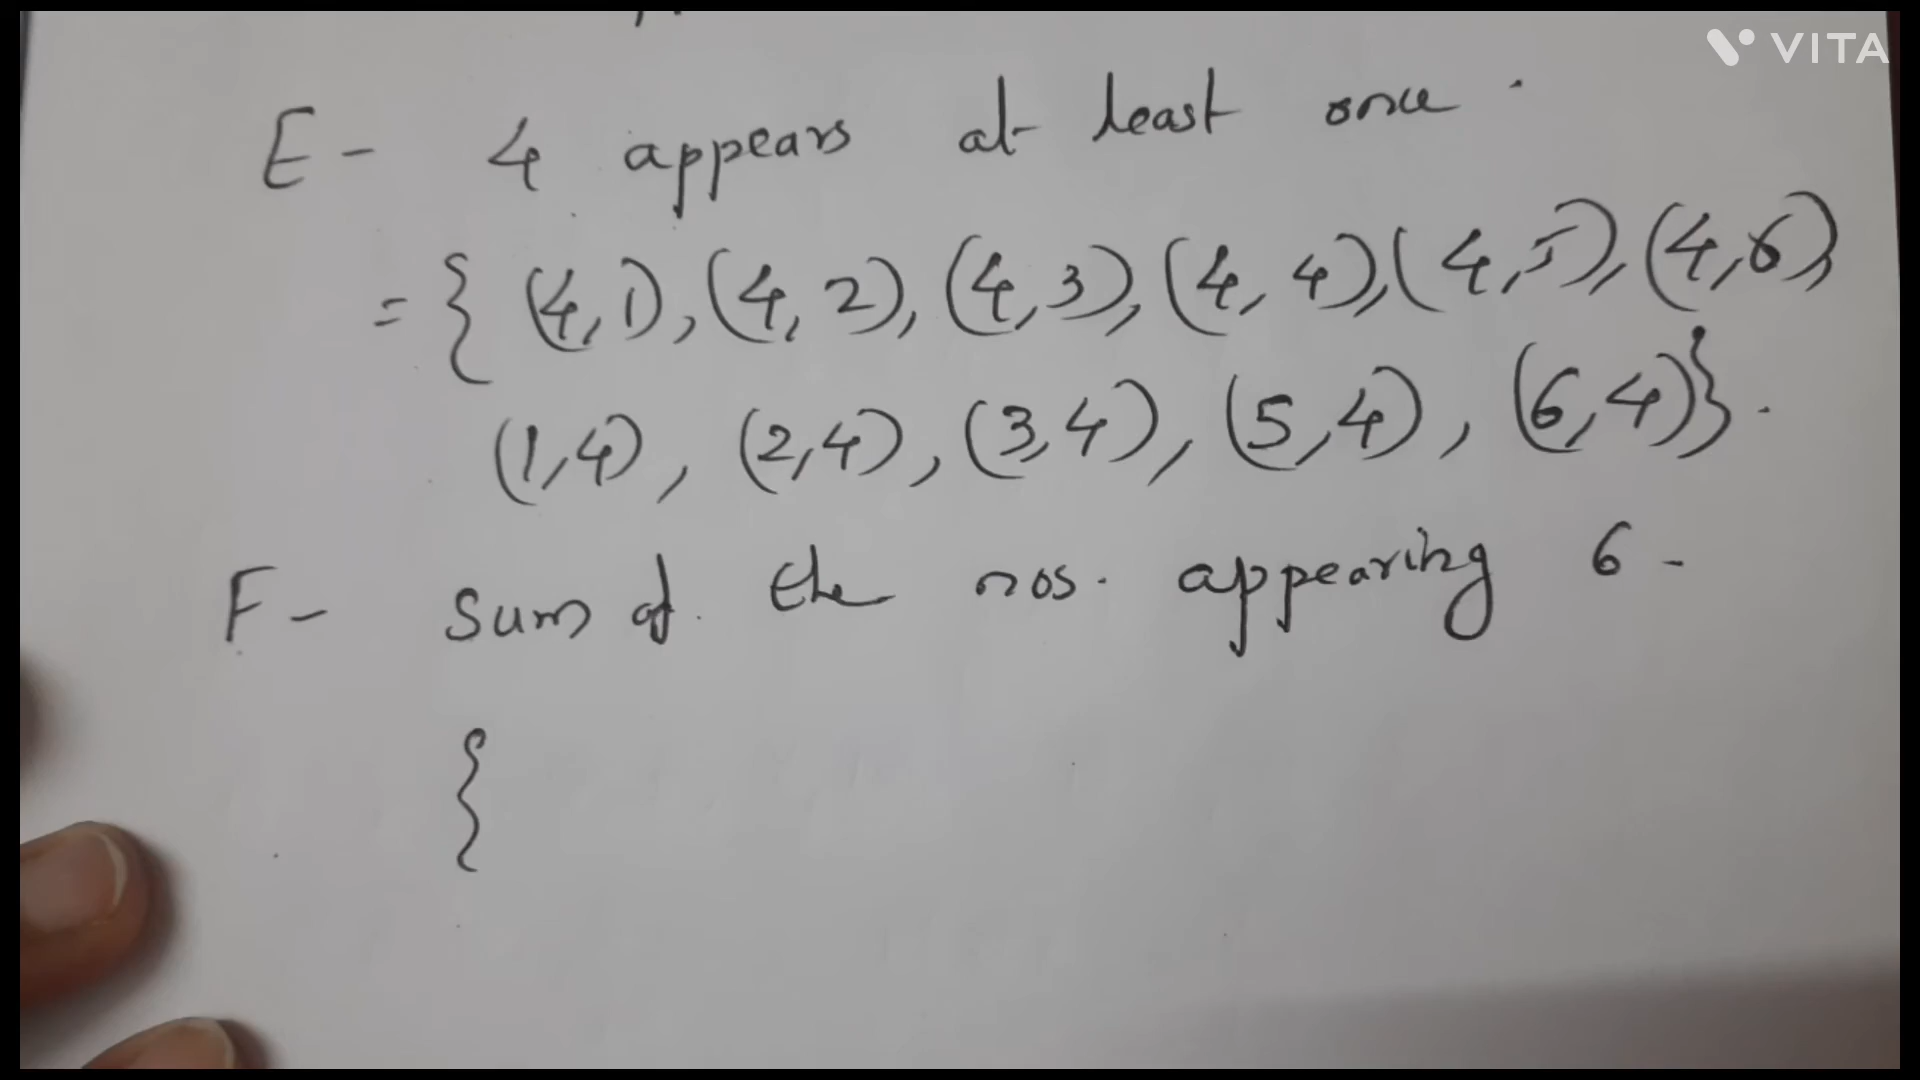 VITA
E - 4 appears at least once.
= { (4,1), (4,2), (4,3), (4,4), (4,5), (4,6),
(1,4), (2,4), (3,4), (5,4), (6,4)}.
F - Sum of the nos. appearing 6 -
{